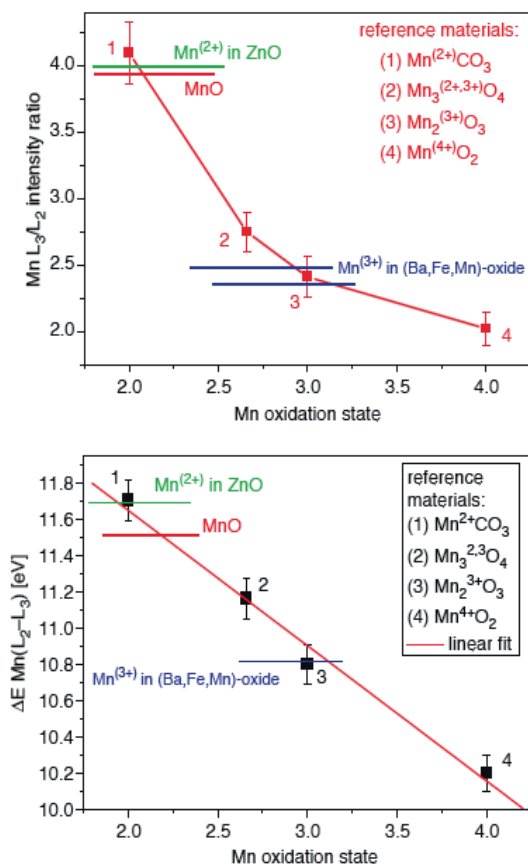 reference materials:
(1) Mn(2+)CO3
(2) Mn3(2+,3+)O4
(3) Mn2(3+)O3
(4) Mn(4+)O2
Mn(2+) in ZnO
MnO
Mn(3+) in (Ba,Fe,Mn)-oxide
1
2
3
4
4.0
3.5
3.0
2.5
2.0
Mn L3/L2 intensity ratio
2.0 2.5 3.0 3.5 4.0
Mn oxidation state
reference
materials:
(1) Mn2+CO3
(2) Mn32,3O4
(3) Mn23+O3
(4) Mn4+O2
linear fit
Mn(2+) in ZnO
MnO
Mn(3+) in (Ba,Fe,Mn)-oxide
1
2
3
4
11.8
11.6
11.4
11.2
11.0
10.8
10.6
10.4
10.2
10.0
ΔE Mn(L2–L3) [eV]
2.0 2.5 3.0 3.5 4.0
Mn oxidation state